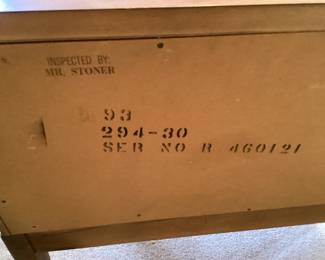 INSPECTED BY:
MR. STONER
93
294-30
SER NO R 460121